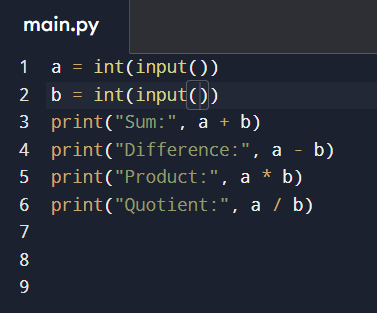 main.py
1 a = int(input())
2 b = int(input())
3 print("Sum:", a + b)
4 print("Difference:", a - b)
5 print("Product:", a * b)
6 print("Quotient:", a / b)
7
8
9